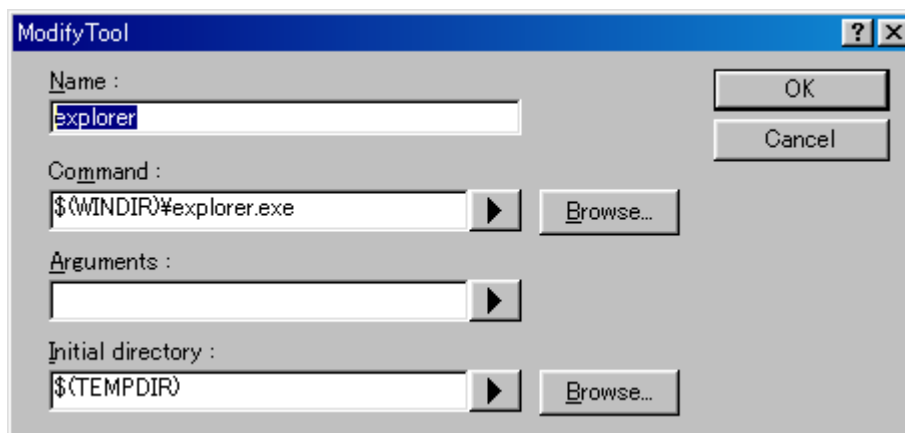 ModifyTool
Name :
explorer
OK
Cancel
Command :
$(WINDIR)¥explorer.exe
Browse...
Arguments :
Initial directory :
$(TEMPDIR)
Browse...